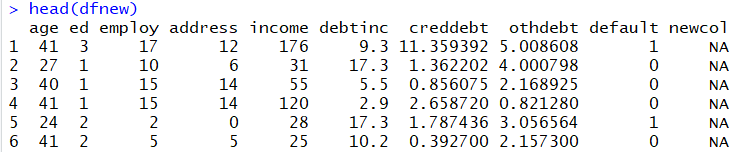 > head(dfnew)
age ed employ address income debtinc creddebt othdebt default newcol
1 41 3 17 12 176 9.3 11.359392 5.008608 1 NA
2 27 1 10 6 31 17.3 1.362202 4.000798 0 NA
3 40 1 15 14 55 5.5 0.856075 2.168925 0 NA
4 41 1 15 14 120 2.9 2.658720 0.821280 0 NA
5 24 2 2 0 28 17.3 1.787436 3.056564 1 NA
6 41 2 5 5 25 10.2 0.392700 2.157300 0 NA